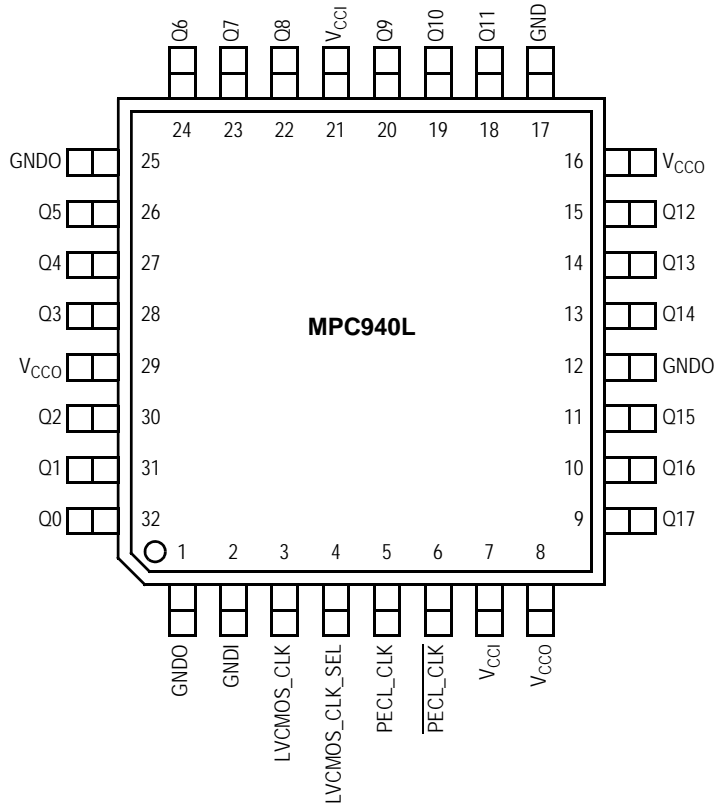 Q6 Q7 Q8 VCCI Q9 Q10 Q11 GND
24 23 22 21 20 19 18 17
GNDO 25 16 VCCO
Q5 26 15 Q12
Q4 27 14 Q13
Q3 28 13 Q14
MPC940L
VCCO 29 12 GNDO
Q2 30 11 Q15
Q1 31 10 Q16
Q0 32 9 Q17
1 2 3 4 5 6 7 8
GNDO
GNDI
LVCMOS_CLK
LVCMOS_CLK_SEL
PECL_CLK
PECL_CLK
VCCI
VCCO